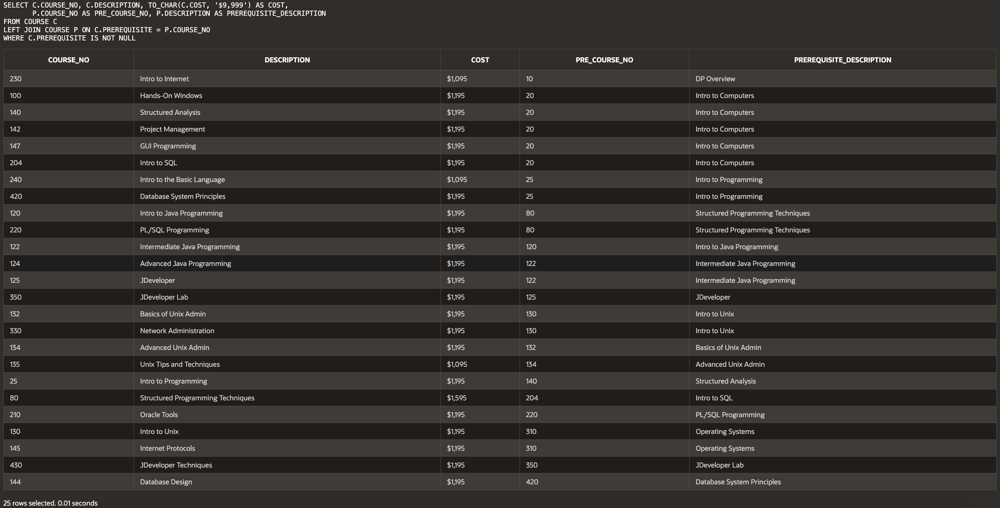 SELECT C.COURSE_NO, C.DESCRIPTION, TO_CHAR(C.COST, '$9,999') AS COST,
P.COURSE_NO AS PRE_COURSE_NO, P.DESCRIPTION AS PREREQUISITE_DESCRIPTION
FROM COURSE C
LEFT JOIN COURSE P ON C.PREREQUISITE = P.COURSE_NO
WHERE C.PREREQUISITE IS NOT NULL
COURSE_NO DESCRIPTION COST PRE_COURSE_NO PREREQUISITE_DESCRIPTION
230 Intro to Internet $1,095 10 DP Overview
100 Hands-On Windows $1,195 20 Intro to Computers
140 Structured Analysis $1,195 20 Intro to Computers
142 Project Management $1,195 20 Intro to Computers
147 GUI Programming $1,195 20 Intro to Computers
204 Intro to SQL $1,195 20 Intro to Computers
240 Intro to the Basic Language $1,095 25 Intro to Programming
420 Database System Principles $1,195 25 Intro to Programming
120 Intro to Java Programming $1,195 80 Structured Programming Techniques
220 PL/SQL Programming $1,195 80 Structured Programming Techniques
122 Intermediate Java Programming $1,195 120 Intro to Java Programming
124 Advanced Java Programming $1,195 122 Intermediate Java Programming
125 JDeveloper $1,195 122 Intermediate Java Programming
350 JDeveloper Lab $1,195 125 JDeveloper
132 Basics of Unix Admin $1,195 130 Intro to Unix
330 Network Administration $1,195 130 Intro to Unix
134 Advanced Unix Admin $1,195 132 Basics of Unix Admin
135 Unix Tips and Techniques $1,095 134 Advanced Unix Admin
25 Intro to Programming $1,195 140 Structured Analysis
80 Structured Programming Techniques $1,595 204 Intro to SQL
210 Oracle Tools $1,195 220 PL/SQL Programming
130 Intro to Unix $1,195 310 Operating Systems
145 Internet Protocols $1,195 310 Operating Systems
430 JDeveloper Techniques $1,195 350 JDeveloper Lab
144 Database Design $1,195 420 Database System Principles
25 rows selected. 0.01 seconds